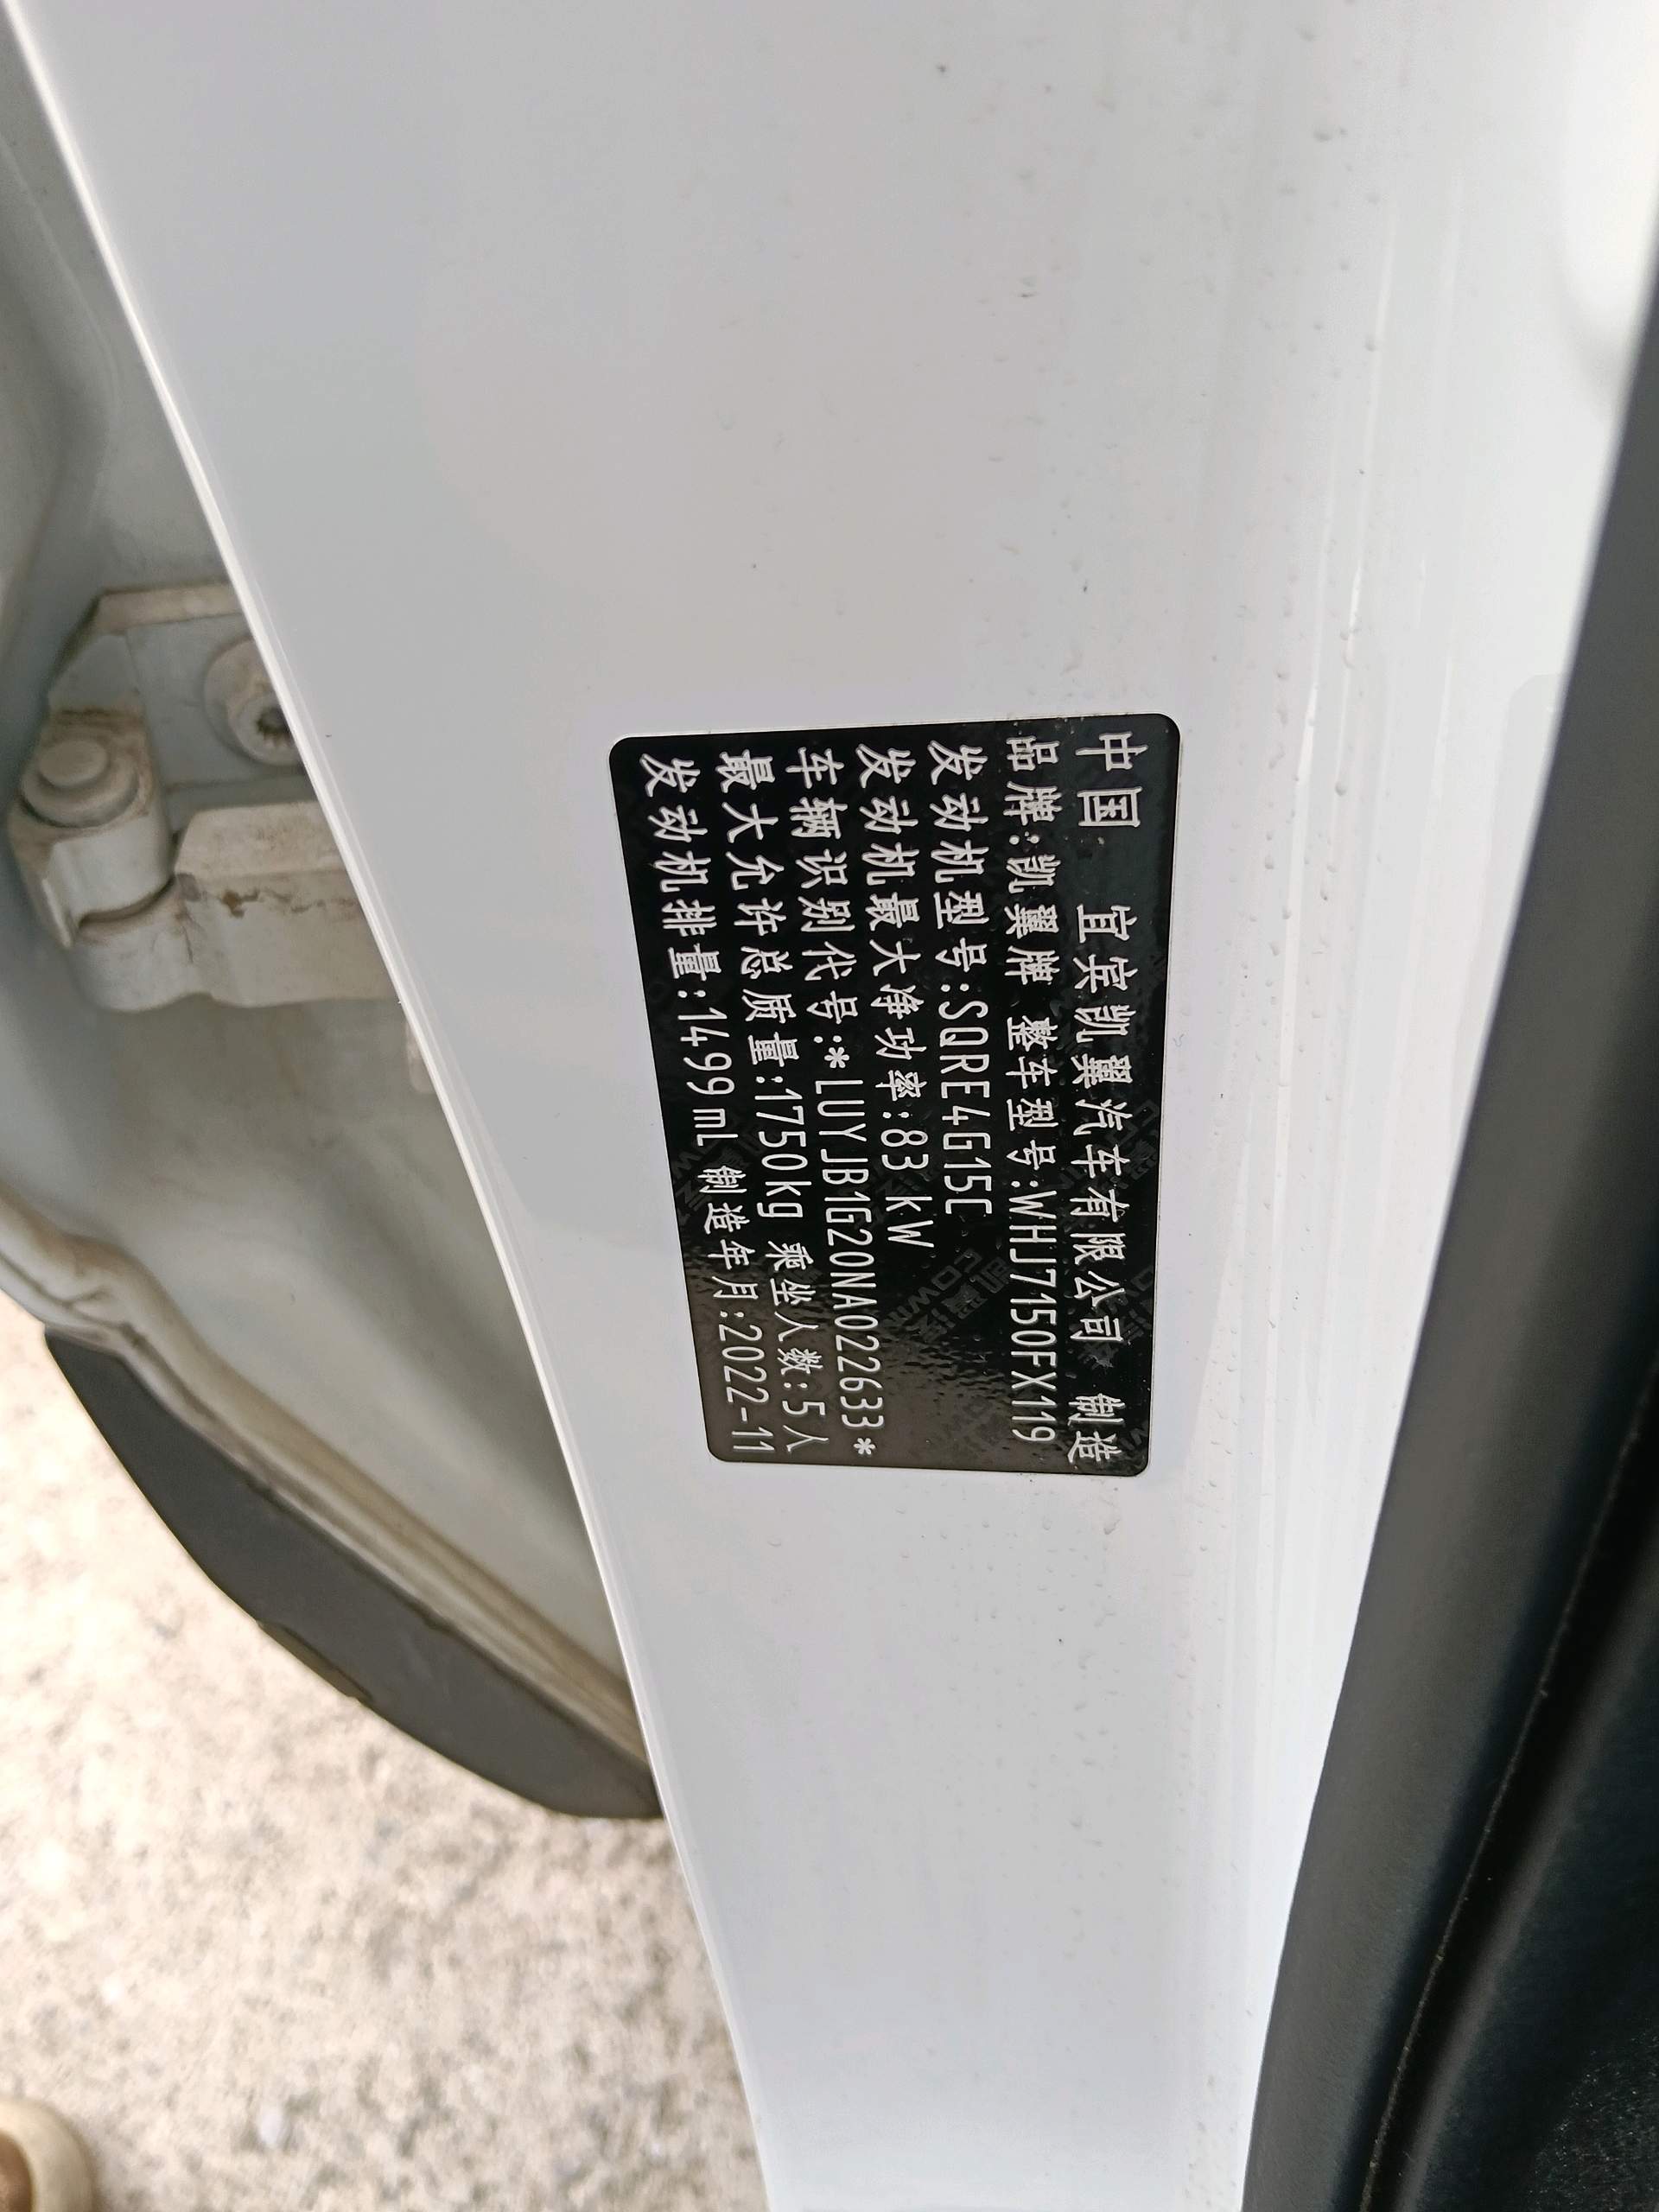 中国 宜宾凯翼汽车有限公司 制造
品牌:凯翼牌 整车型号:WHJ7150FX119
发动机型号:SQRE4G15C
发动机最大净功率:83kW
车辆识别代号:*LUYJB1G20NA022633*
最大允许总质量:1750kg 乘坐人数:5人
发动机排量:1499mL 制造年月:2022-11